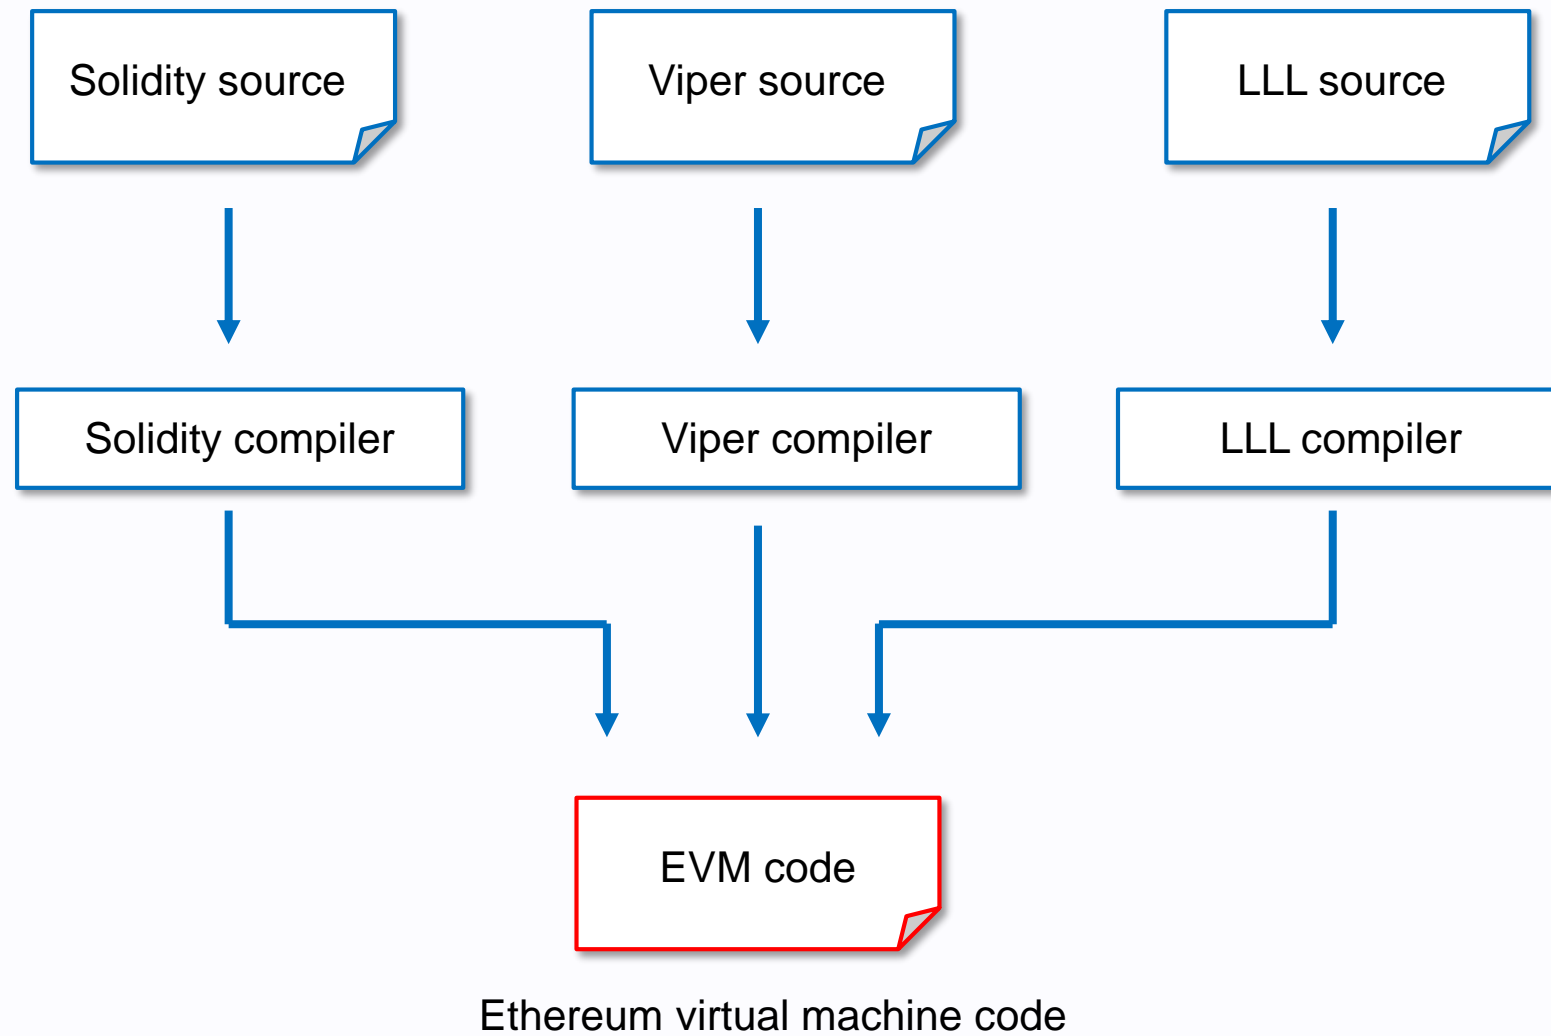 Solidity source
Viper source
LLL source
Solidity compiler
Viper compiler
LLL compiler
EVM code
Ethereum virtual machine code